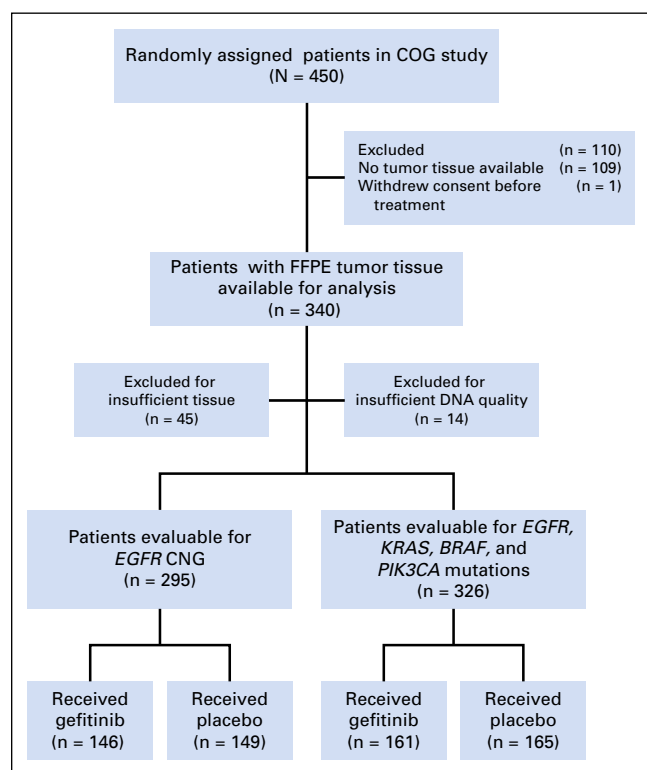 Randomly assigned patients in COG study
(N = 450)
Excluded (n = 110)
No tumor tissue available (n = 109)
Withdrew consent before (n = 1)
treatment
Patients with FFPE tumor tissue
available for analysis
(n = 340)
Excluded for
insufficient tissue
(n = 45)
Excluded for
insufficient DNA quality
(n = 14)
Patients evaluable for
EGFR CNG
(n = 295)
Patients evaluable for EGFR,
KRAS, BRAF, and
PIK3CA mutations
(n = 326)
Received
gefitinib
(n = 146)
Received
placebo
(n = 149)
Received
gefitinib
(n = 161)
Received
placebo
(n = 165)